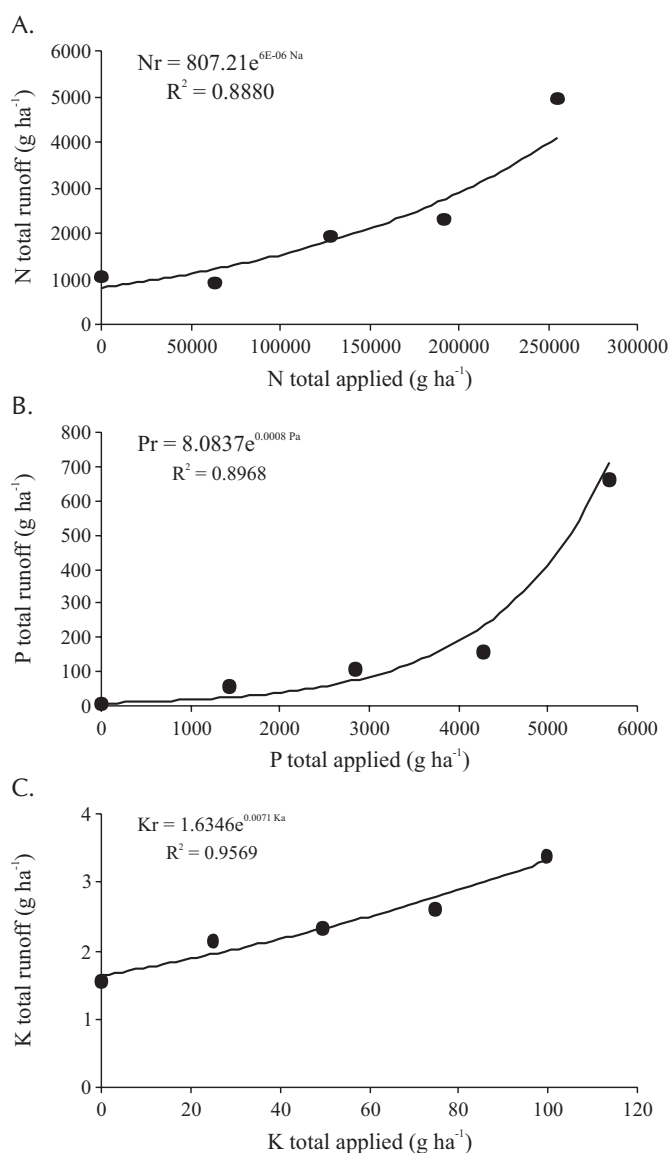 A.
Nr = 807.21e^6E-06 Na
R² = 0.8880
6000
5000
4000
3000
2000
1000
0
N total runoff (g ha⁻¹)
0 50000 100000 150000 200000 250000 300000
N total applied (g ha⁻¹)
B.
Pr = 8.0837e^0.0008 Pa
R² = 0.8968
800
700
600
500
400
300
200
100
0
P total runoff (g ha⁻¹)
0 1000 2000 3000 4000 5000 6000
P total applied (g ha⁻¹)
C.
Kr = 1.6346e^0.0071 Ka
R² = 0.9569
4
3
2
1
0
K total runoff (g ha⁻¹)
0 20 40 60 80 100 120
K total applied (g ha⁻¹)